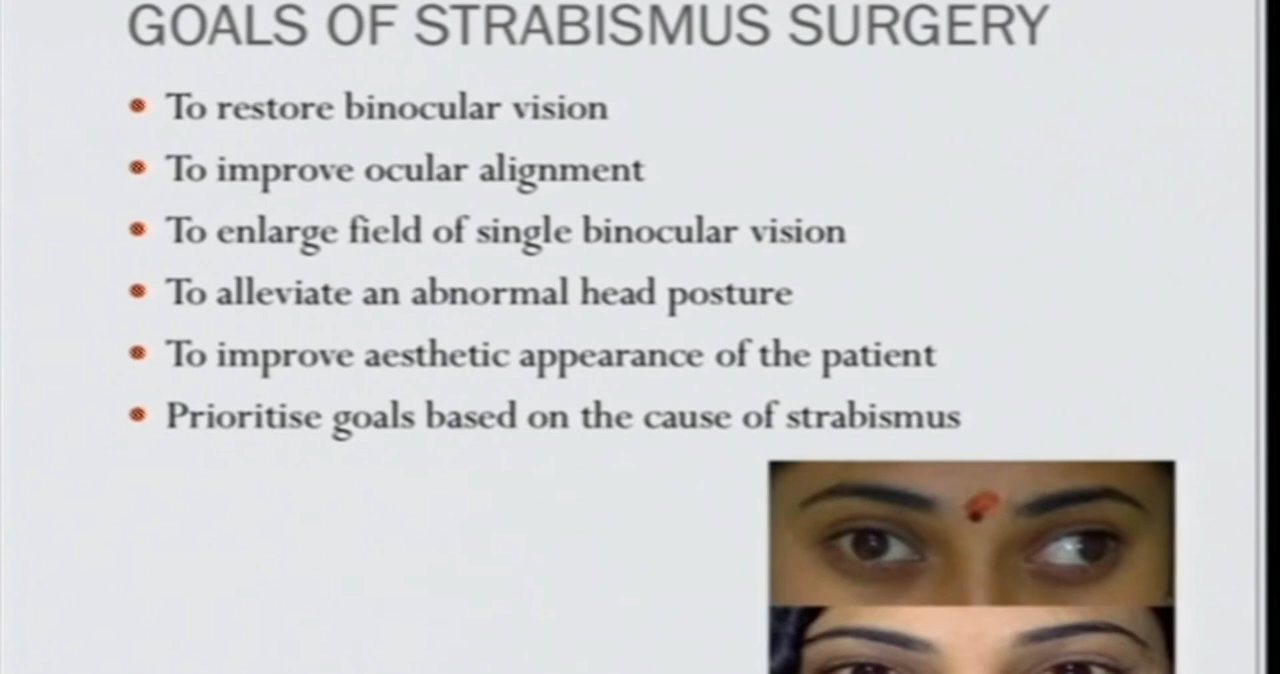 GOALS OF STRABISMUS SURGERY
To restore binocular vision
To improve ocular alignment
To enlarge field of single binocular vision
To alleviate an abnormal head posture
To improve aesthetic appearance of the patient
Prioritise goals based on the cause of strabismus